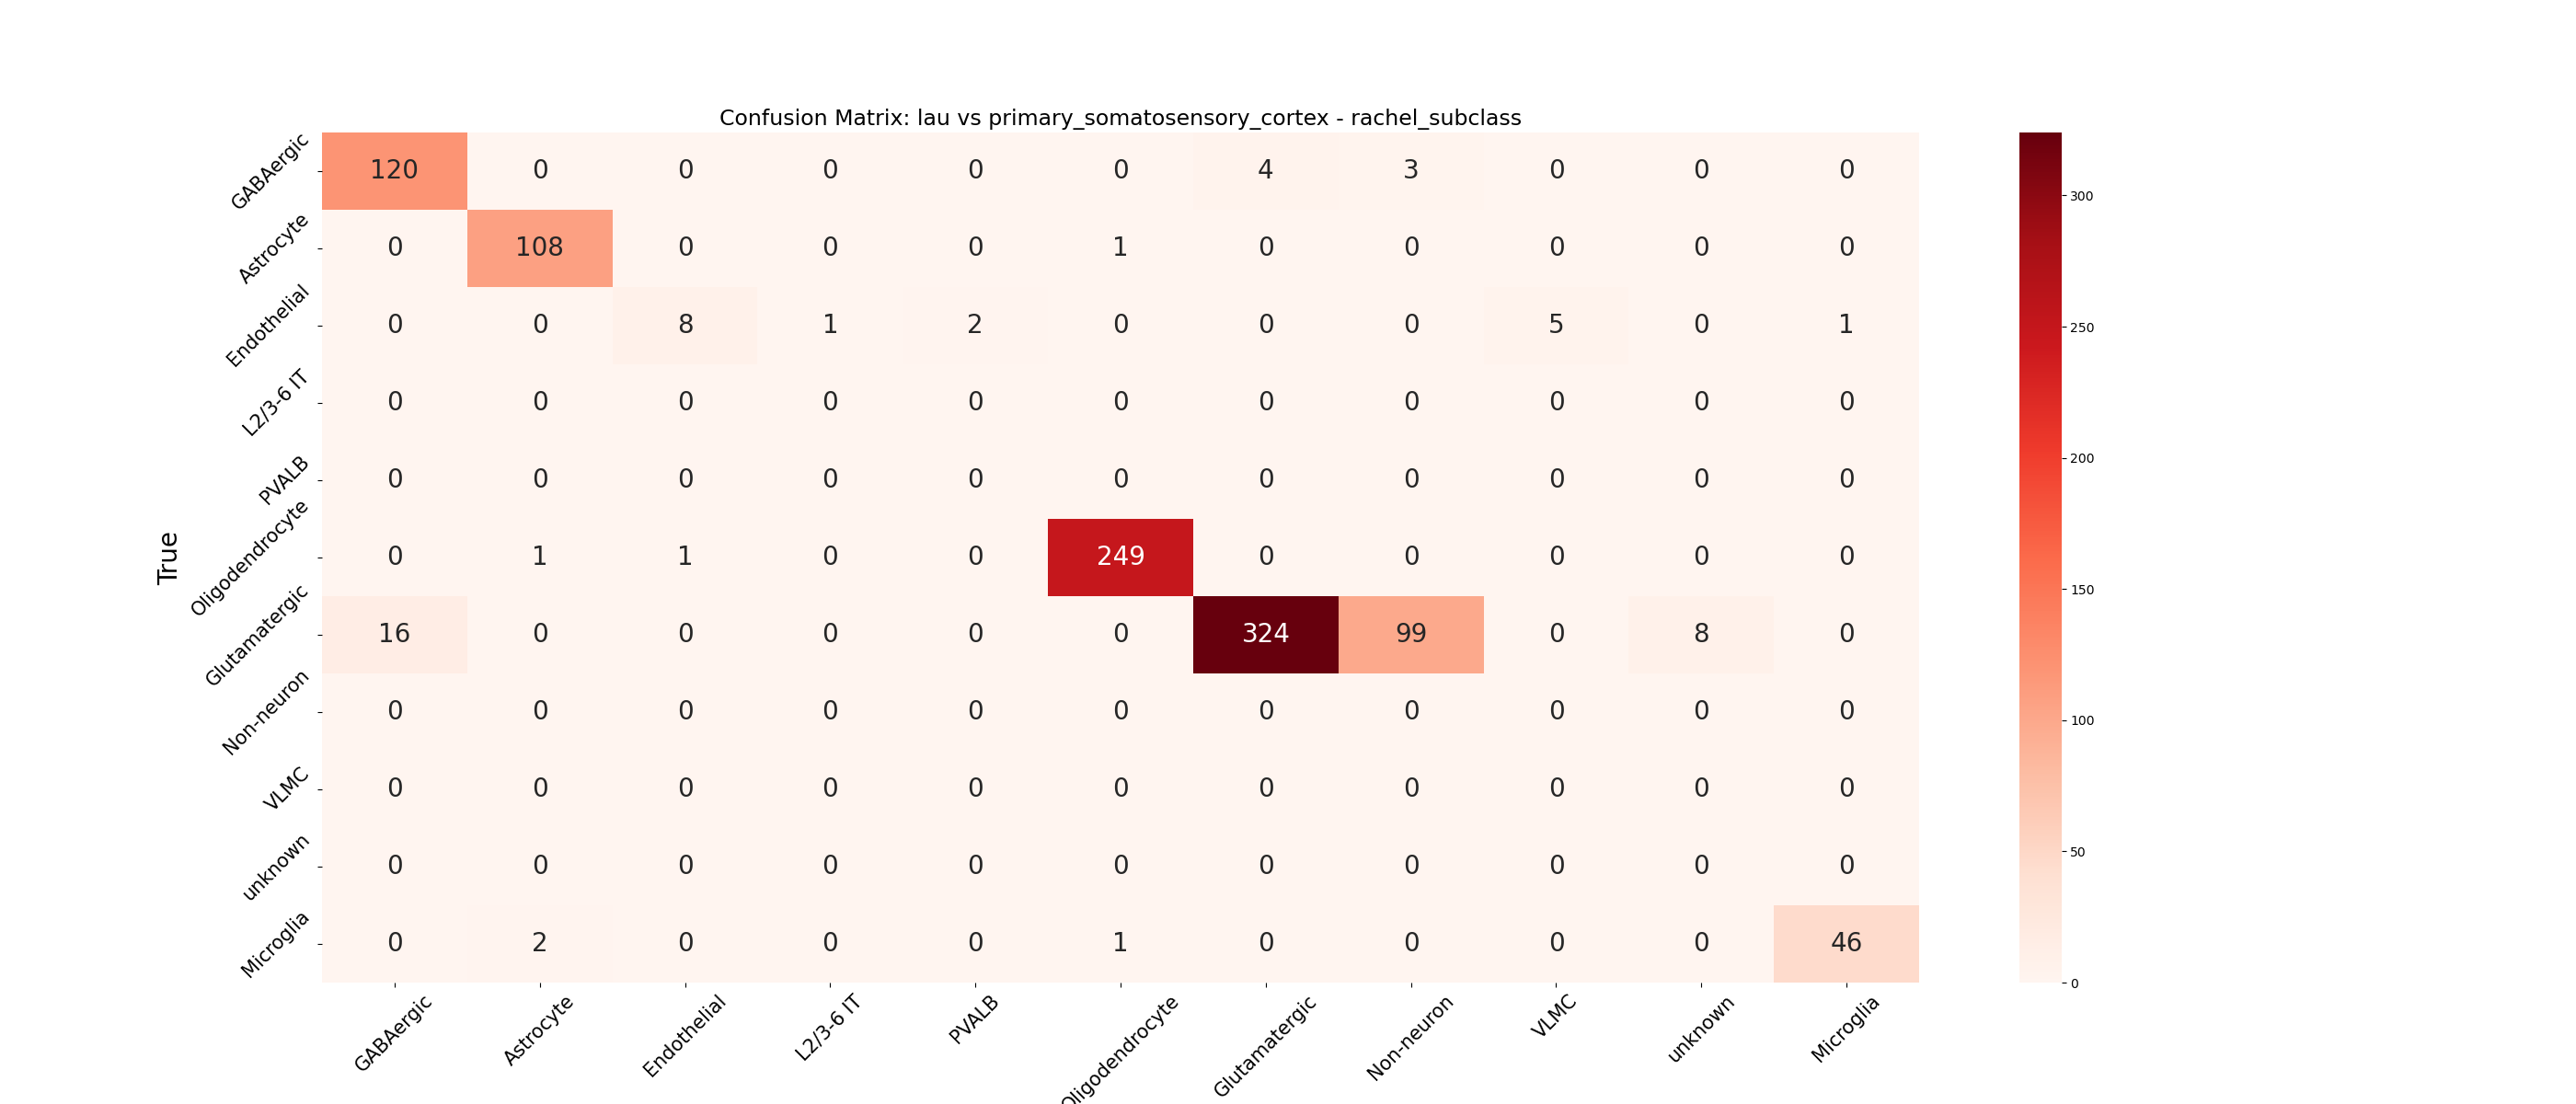 Confusion Matrix: lau vs primary_somatosensory_cortex - rachel_subclass
True
GABAergic 120 0 0 0 0 0 4 3 0 0 0
Astrocyte 0 108 0 0 0 1 0 0 0 0 0
Endothelial 0 0 8 1 2 0 0 0 5 0 1
L2/3-6 IT 0 0 0 0 0 0 0 0 0 0 0
PVALB 0 0 0 0 0 0 0 0 0 0 0
Oligodendrocyte 0 1 1 0 0 249 0 0 0 0 0
Glutamatergic 16 0 0 0 0 0 324 99 0 8 0
Non-neuron 0 0 0 0 0 0 0 0 0 0 0
VLMC 0 0 0 0 0 0 0 0 0 0 0
unknown 0 0 0 0 0 0 0 0 0 0 0
Microglia 0 2 0 0 0 1 0 0 0 0 46
GABAergic Astrocyte Endothelial L2/3-6 IT PVALB Oligodendrocyte Glutamatergic Non-neuron VLMC unknown Microglia
300
250
200
150
100
50
0